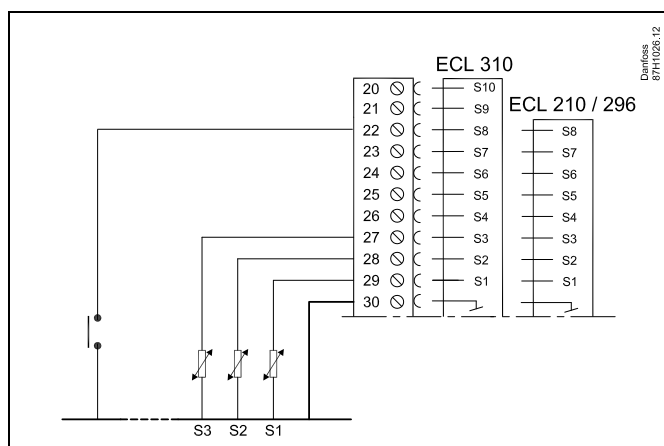 Danfoss
87H1026.12
ECL 310
ECL 210 / 296
20 S10
21 S9
22 S8 S8
23 S7 S7
24 S6 S6
25 S5 S5
26 S4 S4
27 S3 S3
28 S2 S2
29 S1 S1
30
S3 S2 S1